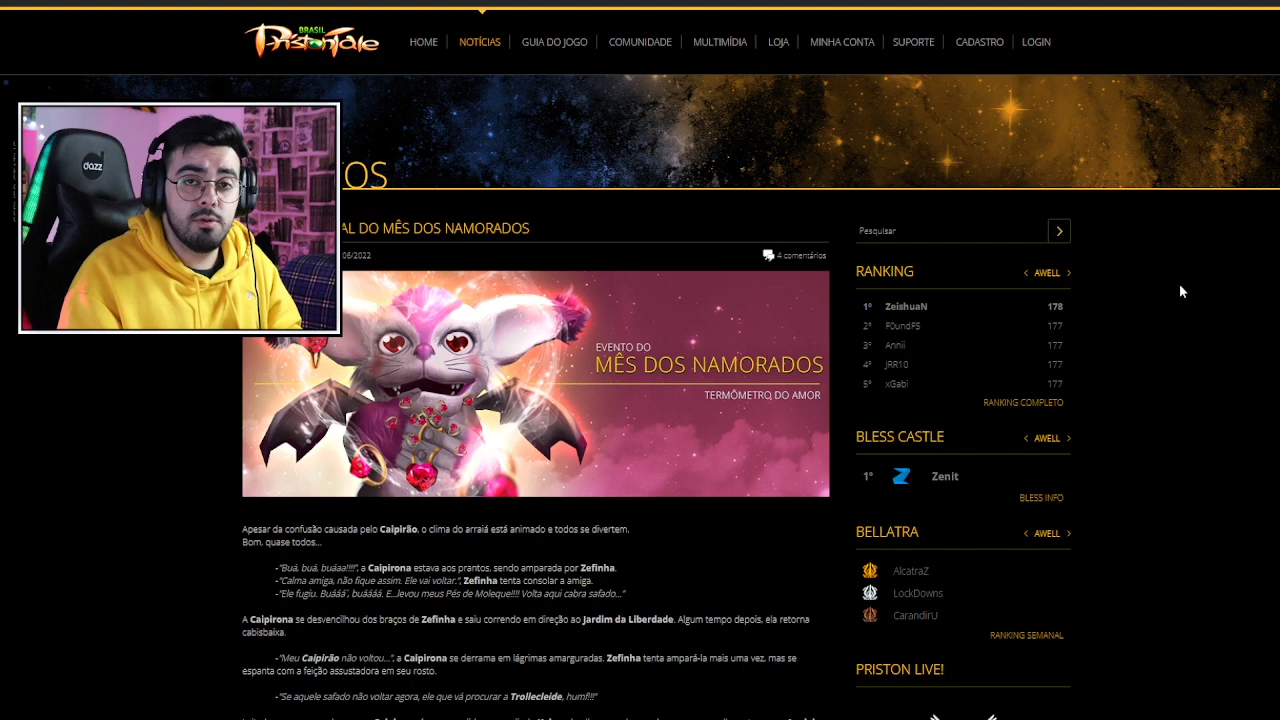 BRASIL
PristonTale
HOME
NOTÍCIAS
GUIA DO JOGO
COMUNIDADE
MULTIMÍDIA
LOJA
MINHA CONTA
SUPORTE
CADASTRO
LOGIN
dazz
TOS
AL DO MÊS DOS NAMORADOS
06/2022
4 comentários
EVENTO DO
MÊS DOS NAMORADOS
TERMÔMETRO DO AMOR
Apesar da confusão causada pelo Caipirão, o clima do arraiá está animado e todos se divertem.
Bom, quase todos...
-"Buá, buá, buáaa!!!!", a Caipirona estava aos prantos, sendo amparada por Zefinha.
-"Calma amiga, não fique assim. Ele vai voltar.", Zefinha tenta consolar a amiga.
-"Ele fugiu. Buááá´, buáááá. E...levou meus Pés de Moleque!!!! Volta aqui cabra safado..."
A Caipirona se desvencilhou dos braços de Zefinha e saiu correndo em direção ao Jardim da Liberdade. Algum tempo depois, ela retorna
cabisbaixa.
-"Meu Caipirão não voltou...", a Caipirona se derrama em lágrimas amarguradas. Zefinha tenta ampará-la mais uma vez, mas se
espanta com a feição assustadora em seu rosto.
-"Se aquele safado não voltar agora, ele que vá procurar a Trollecleide, humf!!!"
Pesquisar
RANKING
AWELL
1º ZeishuaN 178
2º F0undF5 177
3º Annii 177
4º JRR10 177
5º xGabi 177
RANKING COMPLETO
BLESS CASTLE
AWELL
1º Zenit
BLESS INFO
BELLATRA
AWELL
AlcatraZ
LockDowns
CarandirU
RANKING SEMANAL
PRISTON LIVE!